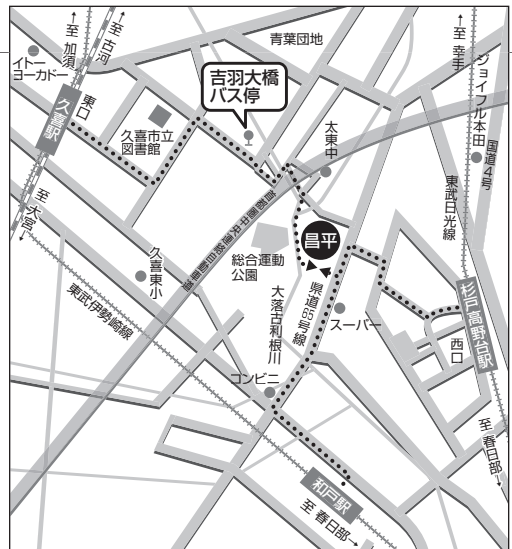 ←至 加須
←至 古河
イトー
ヨーカドー
久喜駅
東口
久喜市立
図書館
吉羽大橋
バス停
青葉団地
太東中
←至 幸手
ジョイフル本田
国道4号
東武日光線
首都圏中央連絡自動車道
昌平
総合運動
公園
大落古利根川
県道65号線
スーパー
杉戸高野台駅
西口
至 大宮→
久喜東小
東武伊勢崎線
コンビニ
和戸駅
至 春日部→
至 春日部→